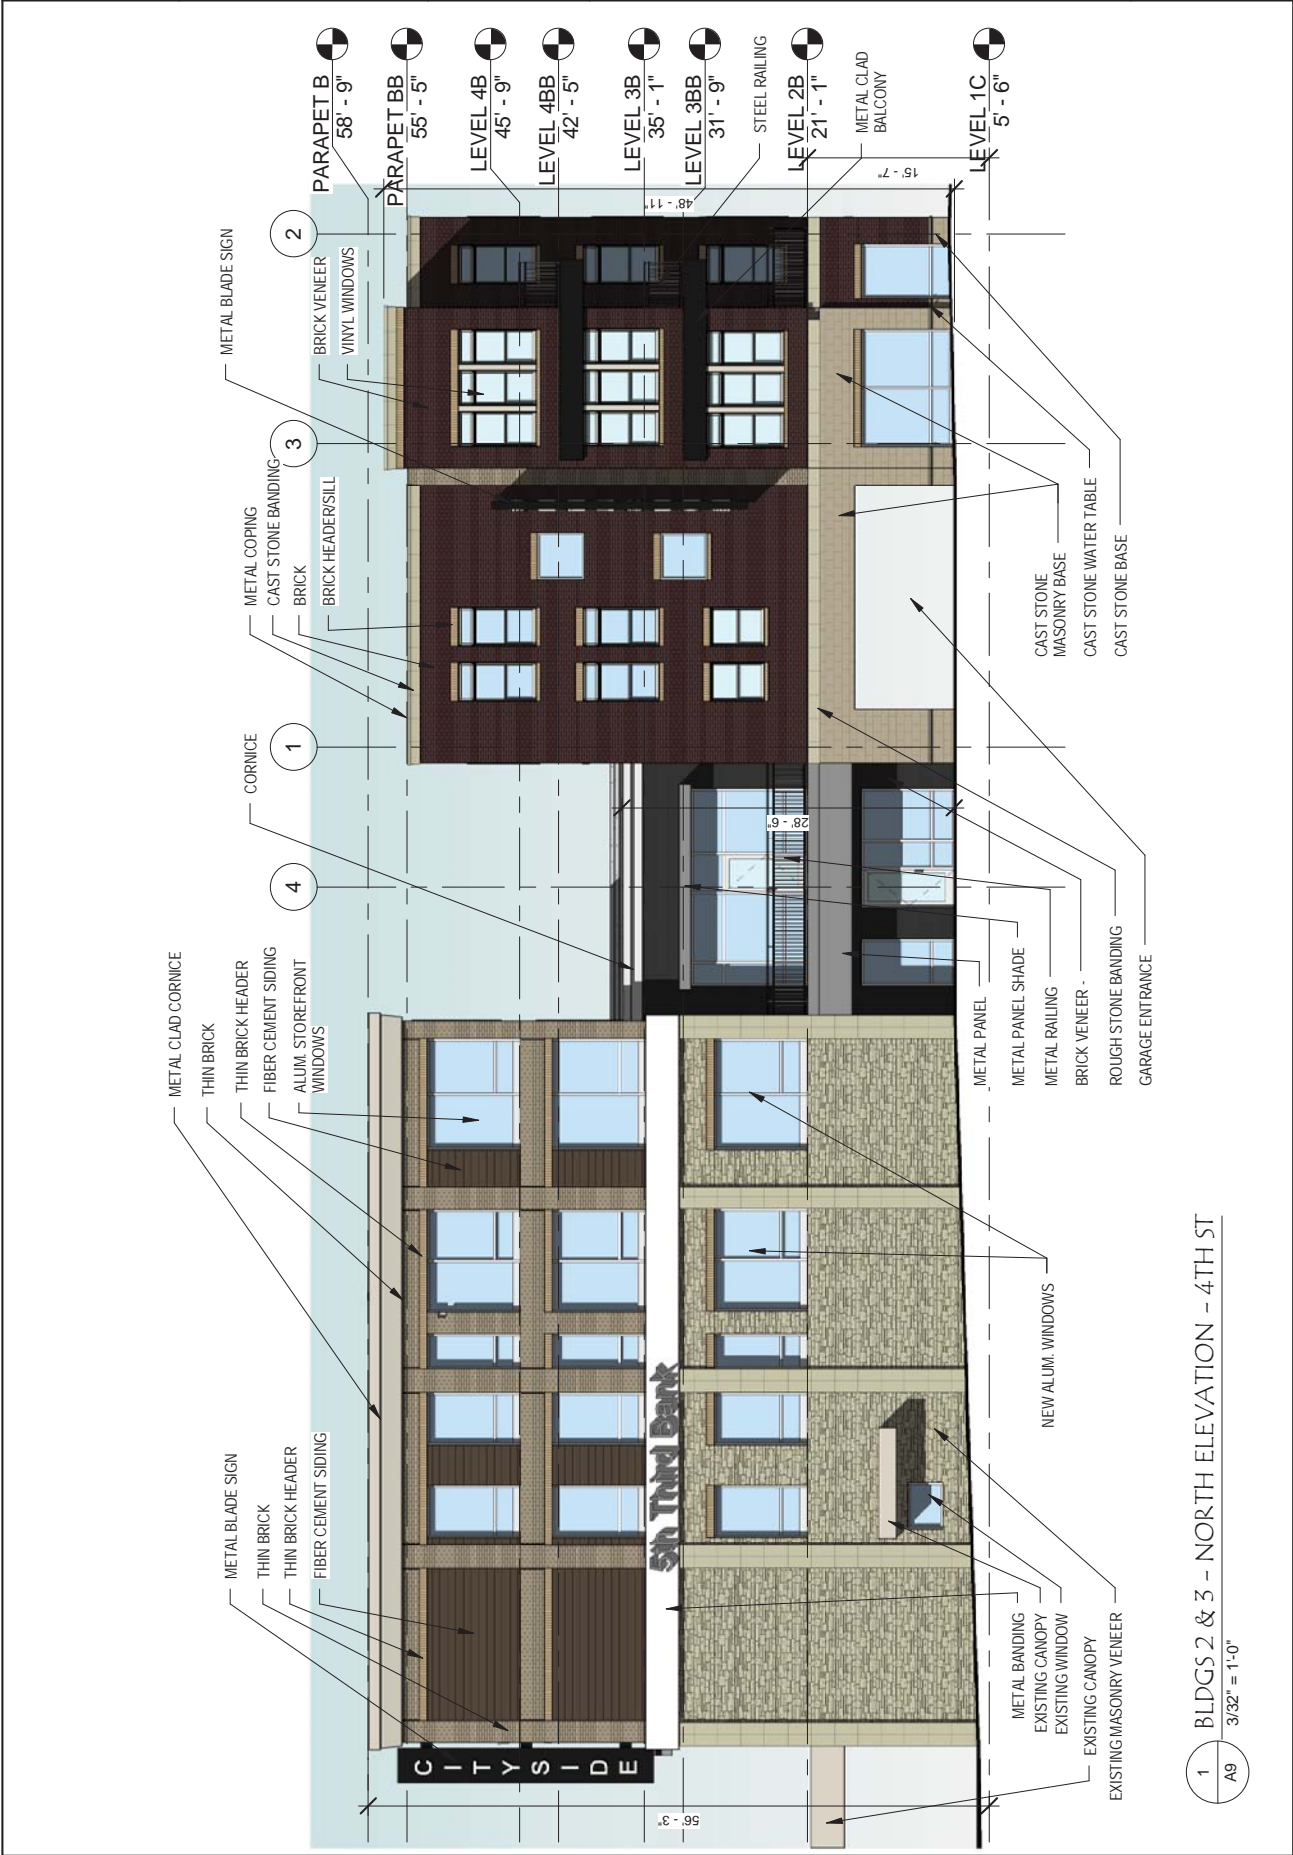 METAL BLADE SIGN
THIN BRICK
THIN BRICK HEADER
FIBER CEMENT SIDING
METAL CLAD CORNICE
THIN BRICK
THIN BRICK HEADER
FIBER CEMENT SIDING
ALUM. STOREFRONT
WINDOWS
CORNICE
METAL COPING
CAST STONE BANDING
BRICK
BRICK HEADER/SILL
METAL BLADE SIGN
BRICK VENEER
VINYL WINDOWS
4
1
3
2
PARAPET B
58' - 9"
PARAPET BB
55' - 5"
LEVEL 4B
45' - 9"
LEVEL 4BB
42' - 5"
LEVEL 3B
35' - 1"
LEVEL 3BB
31' - 9"
STEEL RAILING
LEVEL 2B
21' - 1"
METAL CLAD
BALCONY
LEVEL 1C
5' - 6"
CITYSIDE
5th Third Bank
56' - 3"
28' - 6"
48' - 11"
15' - 7"
METAL BANDING
EXISTING CANOPY
EXISTING WINDOW
EXISTING CANOPY
EXISTING MASONRY VENEER
NEW ALUM. WINDOWS
METAL PANEL
METAL PANEL SHADE
METAL RAILING
BRICK VENEER -
ROUGH STONE BANDING
GARAGE ENTRANCE
CAST STONE
MASONRY BASE
CAST STONE WATER TABLE
CAST STONE BASE
1
A9
BLDGS 2 & 3 - NORTH ELEVATION - 4TH ST
3/32" = 1'-0"